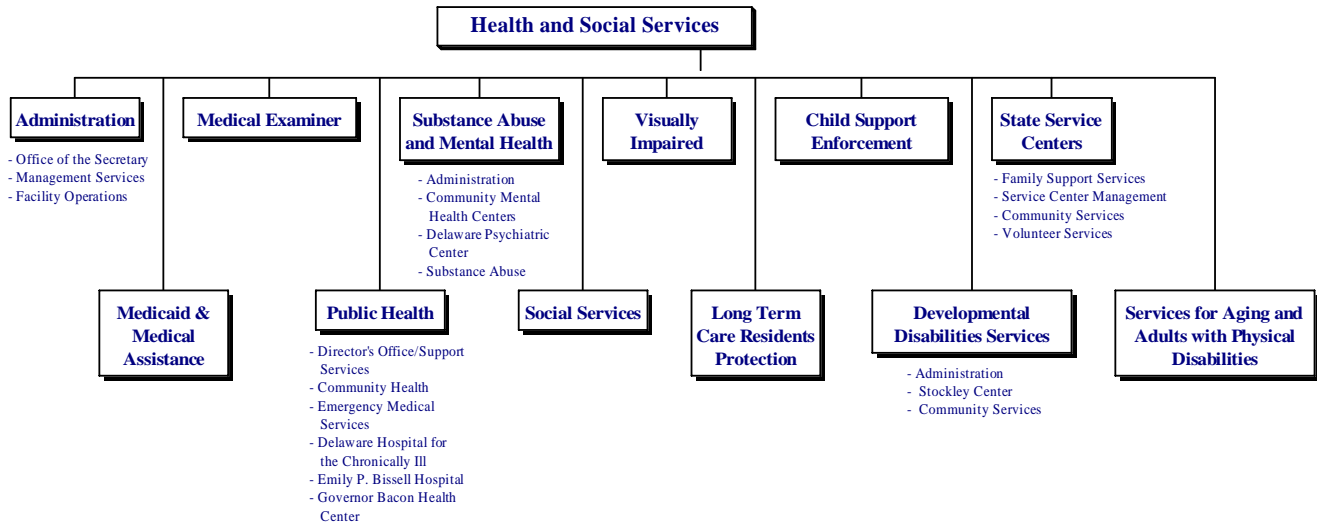 Health and Social Services
Administration
- Office of the Secretary
- Management Services
- Facility Operations
Medical Examiner
Substance Abuse
and Mental Health
- Administration
- Community Mental
Health Centers
- Delaware Psychiatric
Center
- Substance Abuse
Visually
Impaired
Child Support
Enforcement
State Service
Centers
- Family Support Services
- Service Center Management
- Community Services
- Volunteer Services
Medicaid &
Medical
Assistance
Public Health
- Director's Office/Support
Services
- Community Health
- Emergency Medical
Services
- Delaware Hospital for
the Chronically Ill
- Emily P. Bissell Hospital
- Governor Bacon Health
Center
Social Services
Long Term
Care Residents
Protection
Developmental
Disabilities Services
- Administration
- Stockley Center
- Community Services
Services for Aging and
Adults with Physical
Disabilities